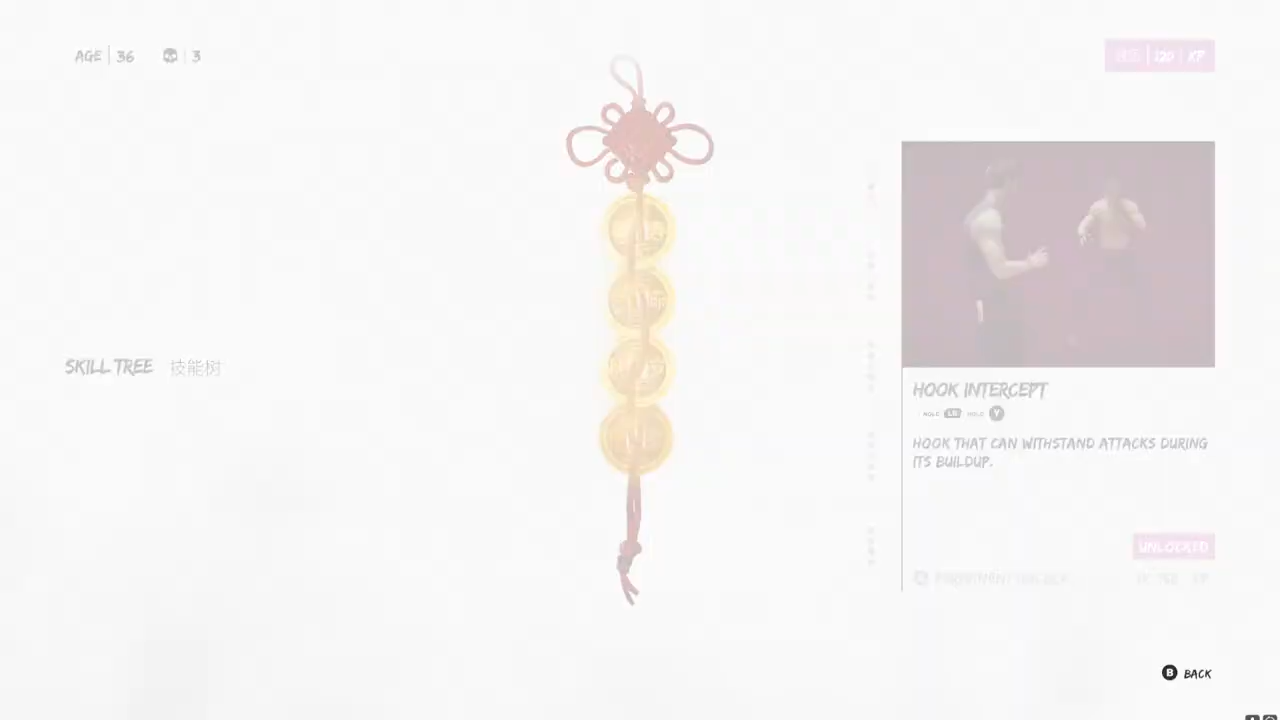 AGE | 36
3
120 | XP
SKILL TREE 技能树
HOOK INTERCEPT
HOLD LB HOLD Y
HOOK THAT CAN WITHSTAND ATTACKS DURING
ITS BUILDUP.
UNLOCKED
B BACK